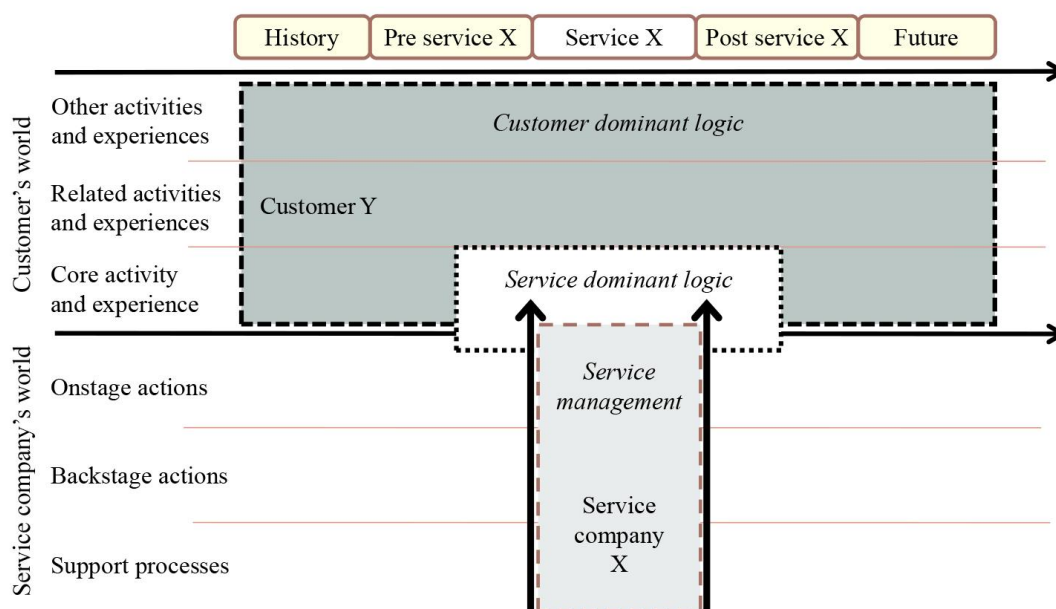 History
Pre service X
Service X
Post service X
Future
Customer's world
Other activities
and experiences
Customer dominant logic
Related activities
and experiences
Customer Y
Core activity
and experience
Service dominant logic
Service company's world
Onstage actions
Service
management
Backstage actions
Service
company
X
Support processes